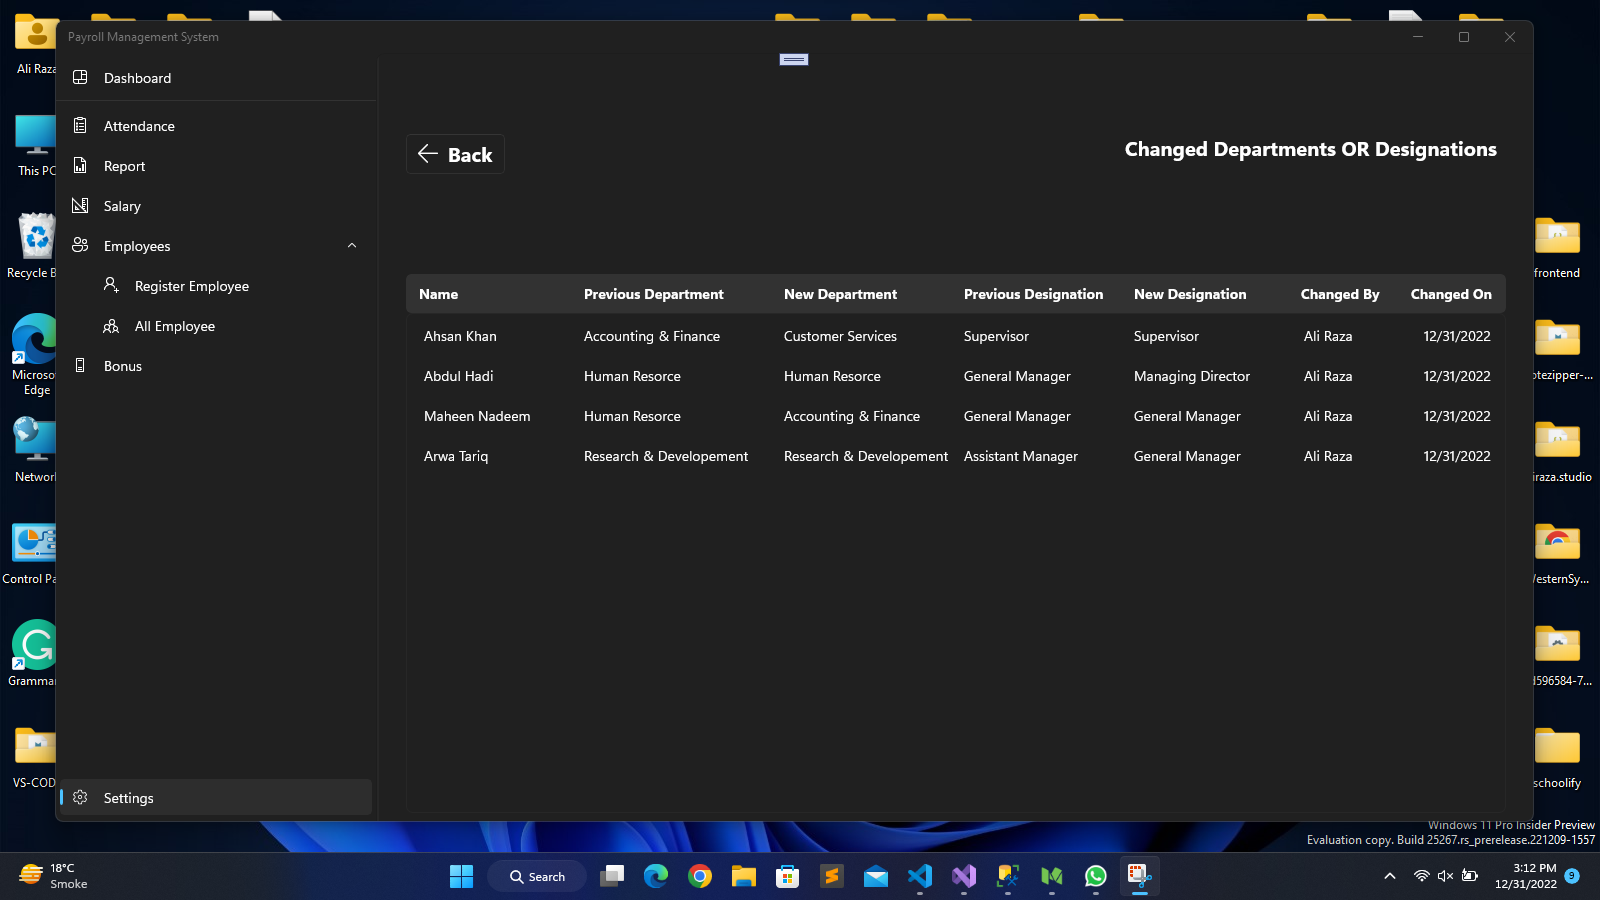 Payroll Management System
Ali Raza
Dashboard
Attendance
Back
Changed Departments OR Designations
This PC
Report
Salary
Employees
Recycle B
frontend
Register Employee
Name Previous Department New Department Previous Designation New Designation Changed By Changed On
All Employee
Ahsan Khan Accounting & Finance Customer Services Supervisor Supervisor Ali Raza 12/31/2022
Bonus
Microso
Edge
Abdul Hadi Human Resorce Human Resorce General Manager Managing Director Ali Raza 12/31/2022
otezipper-...
Maheen Nadeem Human Resorce Accounting & Finance General Manager General Manager Ali Raza 12/31/2022
Arwa Tariq Research & Developement Research & Developement Assistant Manager General Manager Ali Raza 12/31/2022
Networ
iraza.studio
Control Pa
VesternSy...
Grammar
d596584-7...
VS-COD
schoolify
Settings
Windows 11 Pro Insider Preview
Evaluation copy. Build 25267.rs_prerelease.221209-1557
18°C
Smoke
Search
3:12 PM
12/31/2022
9